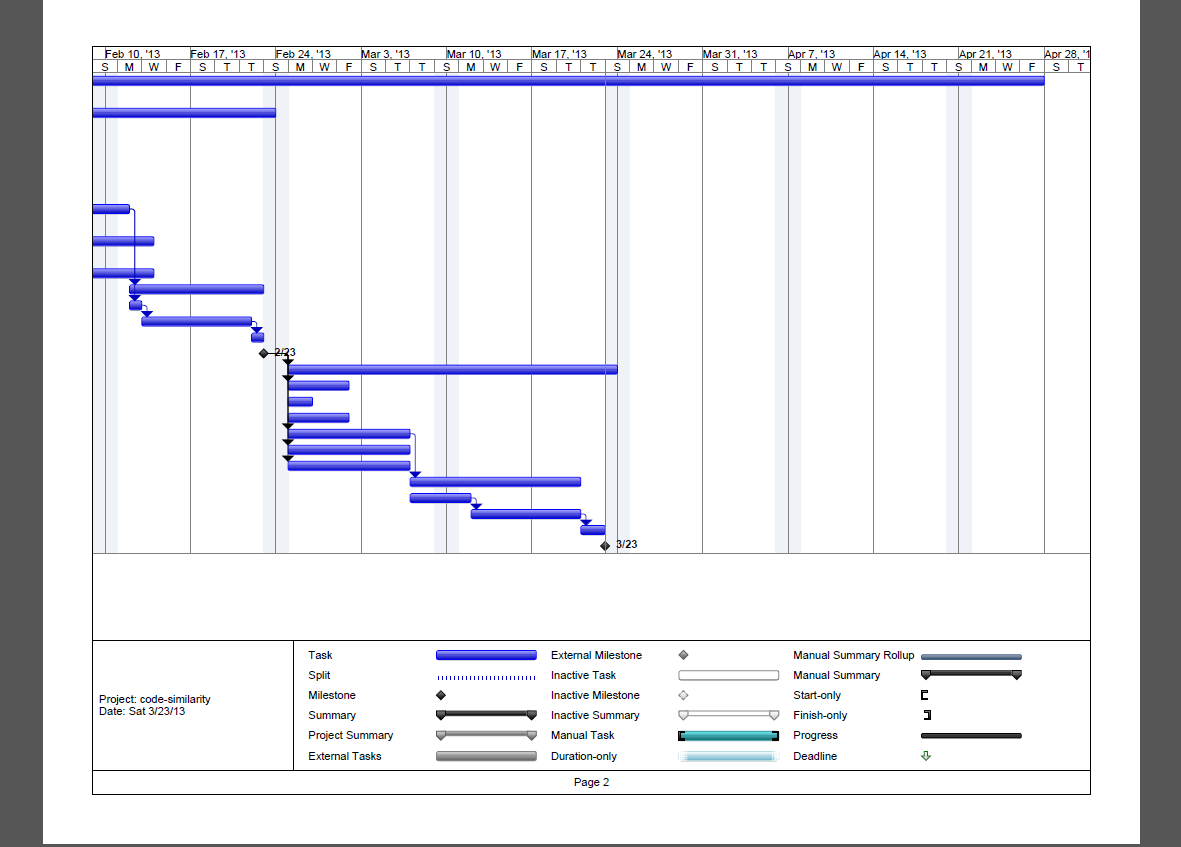 Feb 10, '13 Feb 17, '13 Feb 24, '13 Mar 3, '13 Mar 10, '13 Mar 17, '13 Mar 24, '13 Mar 31, '13 Apr 7, '13 Apr 14, '13 Apr 21, '13 Apr 28, '1
S M W F S T T S M W F S T T S M W F S T T S M W F S T T S M W F S T T S M W F S T
2/23
3/23
Project: code-similarity
Date: Sat 3/23/13
Task
Split
Milestone
Summary
Project Summary
External Tasks
External Milestone
Inactive Task
Inactive Milestone
Inactive Summary
Manual Task
Duration-only
Manual Summary Rollup
Manual Summary
Start-only
Finish-only
Progress
Deadline
Page 2